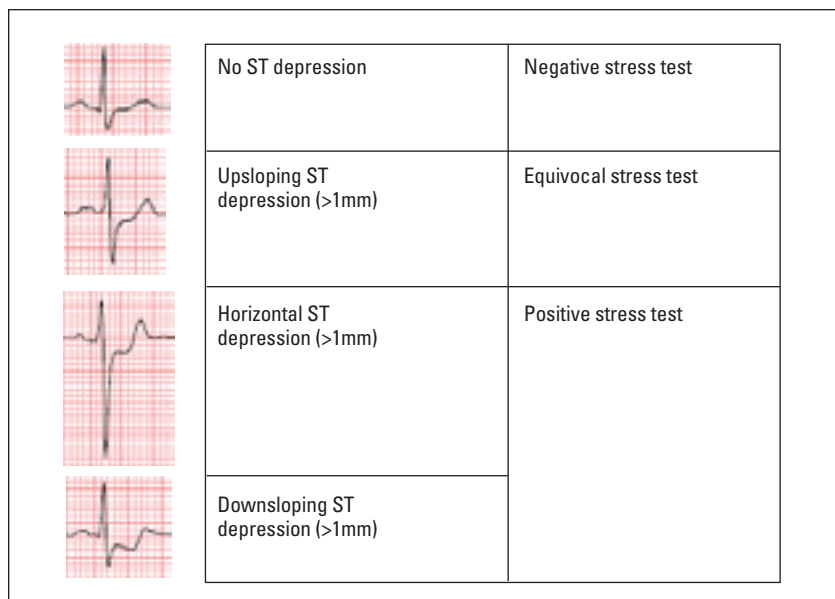 No ST depression
Negative stress test
Upsloping ST
depression (>1mm)
Equivocal stress test
Horizontal ST
depression (>1mm)
Positive stress test
Downsloping ST
depression (>1mm)